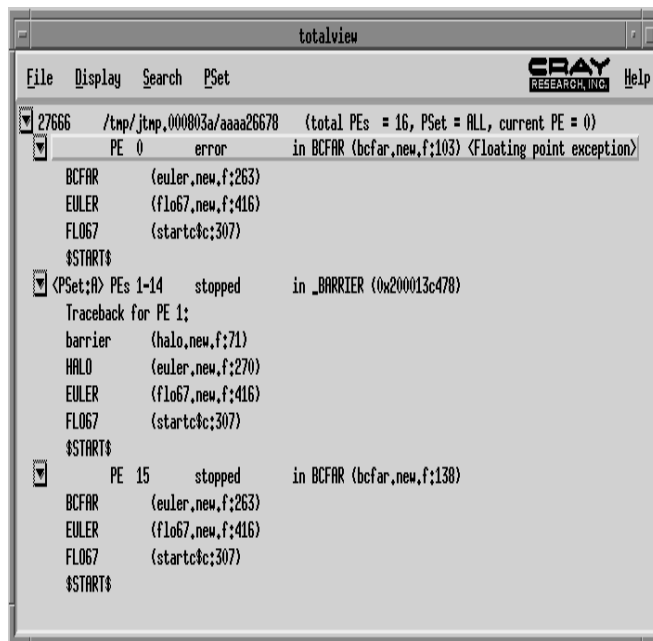 totalview
File Display Search PSet CRAY RESEARCH, INC. Help
27666 /tmp/jtmp.000803a/aaaa26678 (total PEs = 16, PSet = ALL, current PE = 0)
PE 0 error in BCFAR (bcfar.new.f:103) <Floating point exception>
BCFAR (euler.new.f:263)
EULER (flo67.new.f:416)
FLO67 (startc$c:307)
$START$
<PSet:A> PEs 1-14 stopped in _BARRIER (0x200013c478)
Traceback for PE 1:
barrier (halo.new.f:71)
HALO (euler.new.f:270)
EULER (flo67.new.f:416)
FLO67 (startc$c:307)
$START$
PE 15 stopped in BCFAR (bcfar.new.f:138)
BCFAR (euler.new.f:263)
EULER (flo67.new.f:416)
FLO67 (startc$c:307)
$START$